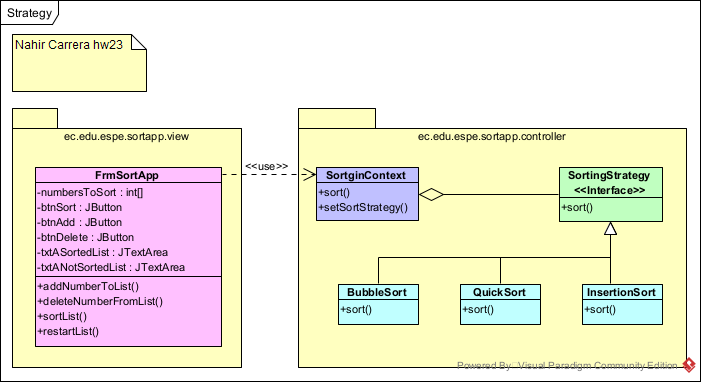 Strategy
Nahir Carrera hw23
ec.edu.espe.sortapp.view
FrmSortApp
-numbersToSort : int[]
-btnSort : JButton
-btnAdd : JButton
-btnDelete : JButton
-txtASortedList : JTextArea
-txtANotSortedList : JTextArea
+addNumberToList()
+deleteNumberFromList()
+sortList()
+restartList()
<<use>>
ec.edu.espe.sortapp.controller
SortginContext
+sort()
+setSortStrategy()
SortingStrategy
<<Interface>>
+sort()
BubbleSort
+sort()
QuickSort
+sort()
InsertionSort
+sort()
Powered By: Visual Paradigm Community Edition